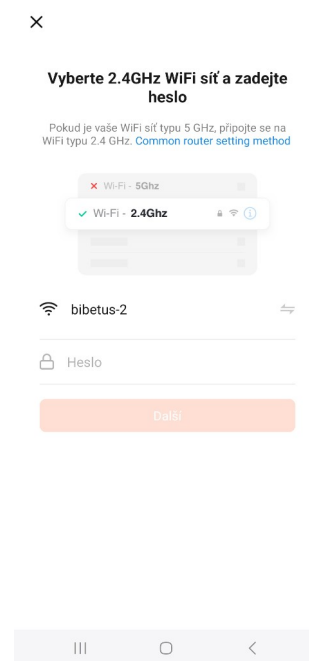 Vyberte 2.4GHz WiFi síť a zadejte
heslo
Pokud je vaše WiFi síť typu 5 GHz, připojte se na
WiFi typu 2.4 GHz. Common router setting method
Wi-Fi - 5Ghz
Wi-Fi - 2.4Ghz
bibetus-2
Heslo
Další